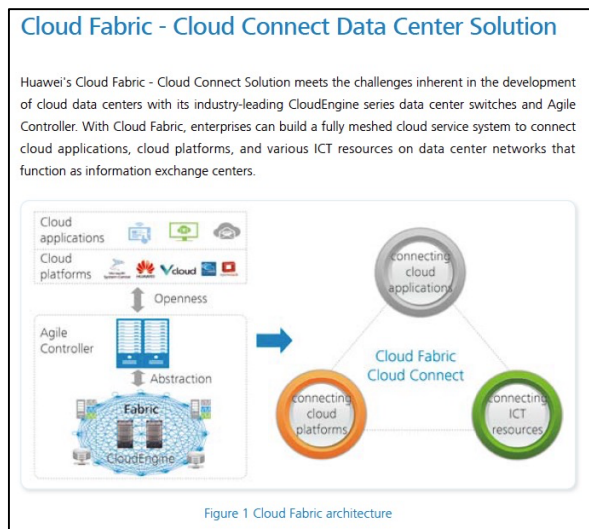 Cloud Fabric - Cloud Connect Data Center Solution
Huawei's Cloud Fabric - Cloud Connect Solution meets the challenges inherent in the development
of cloud data centers with its industry-leading CloudEngine series data center switches and Agile
Controller. With Cloud Fabric, enterprises can build a fully meshed cloud service system to connect
cloud applications, cloud platforms, and various ICT resources on data center networks that
function as information exchange centers.
Cloud
applications
Cloud
platforms
Vcloud
Openness
Agile
Controller
Abstraction
Fabric
CloudEngine
connecting
cloud
applications
Cloud Fabric
Cloud Connect
connecting
cloud
platforms
connecting
ICT
resources
Figure 1 Cloud Fabric architecture